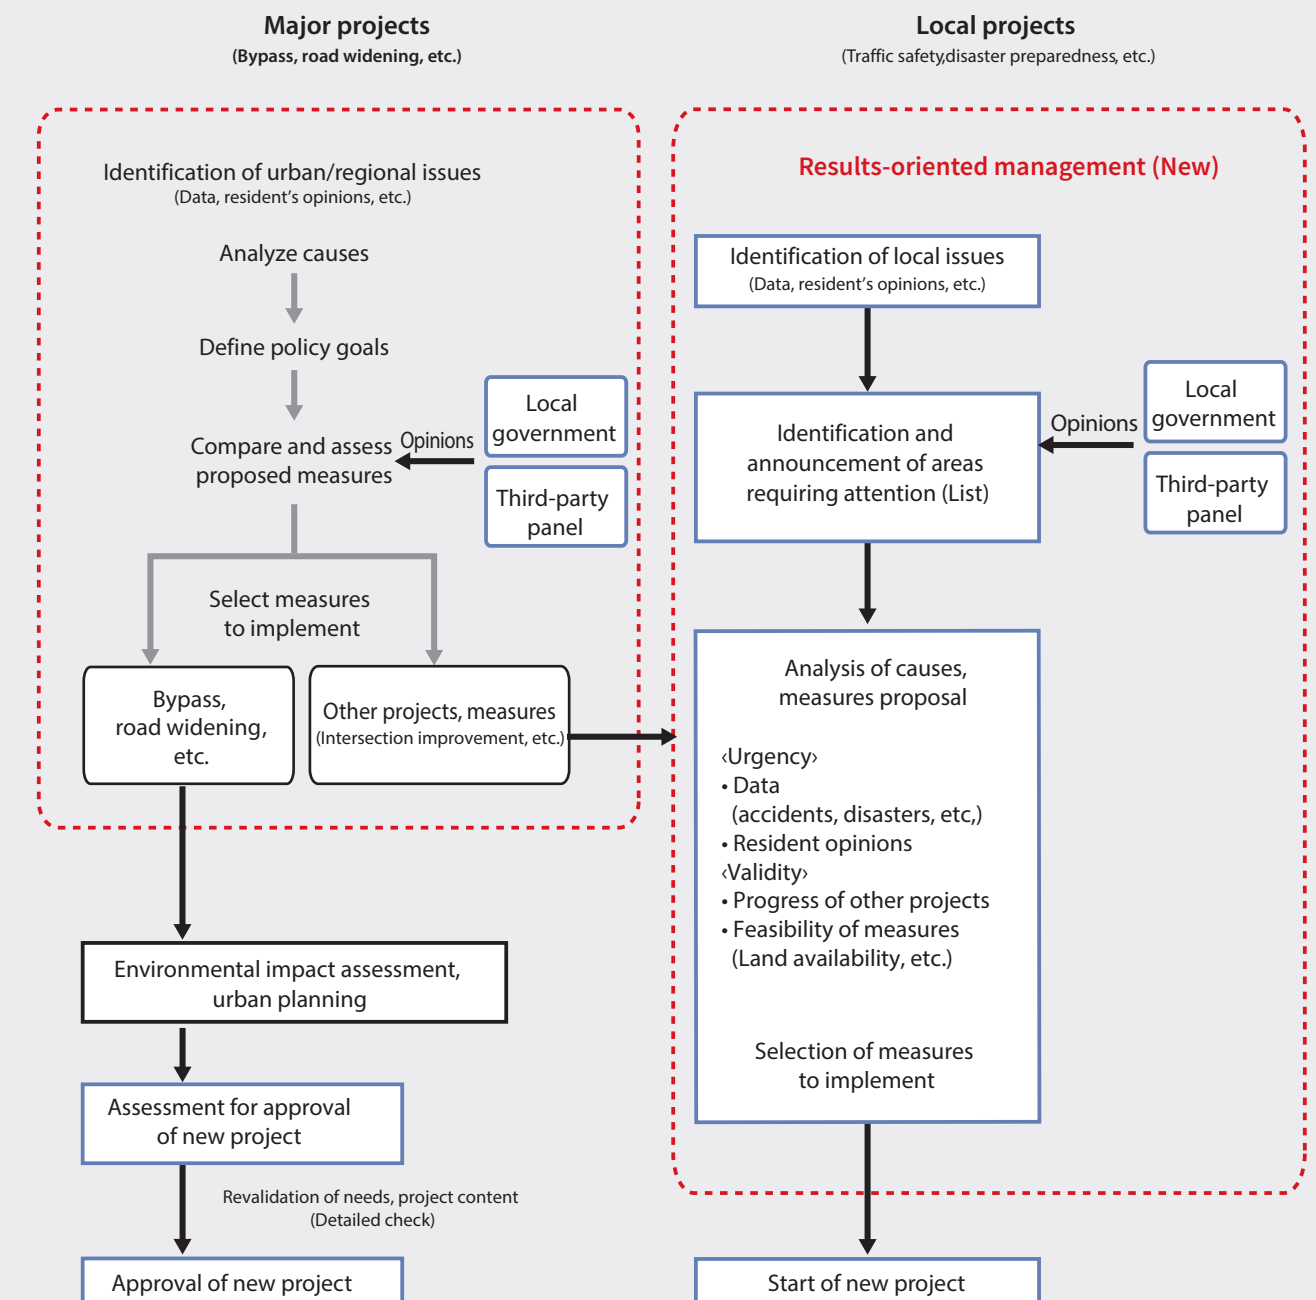 Major projects
(Bypass, road widening, etc.)
Identification of urban/regional issues
(Data, resident's opinions, etc.)
Analyze causes
Define policy goals
Compare and assess
proposed measures
Opinions
Local
government
Third-party
panel
Select measures
to implement
Bypass,
road widening,
etc.
Other projects, measures
(Intersection improvement, etc.)
Environmental impact assessment,
urban planning
Assessment for approval
of new project
Revalidation of needs, project content
(Detailed check)
Approval of new project
Local projects
(Traffic safety,disaster preparedness, etc.)
Results-oriented management (New)
Identification of local issues
(Data, resident's opinions, etc.)
Identification and
announcement of areas
requiring attention (List)
Opinions
Local
government
Third-party
panel
Analysis of causes,
measures proposal
‹Urgency›
• Data
(accidents, disasters, etc,)
• Resident opinions
‹Validity›
• Progress of other projects
• Feasibility of measures
(Land availability, etc.)
Selection of measures
to implement
Start of new project